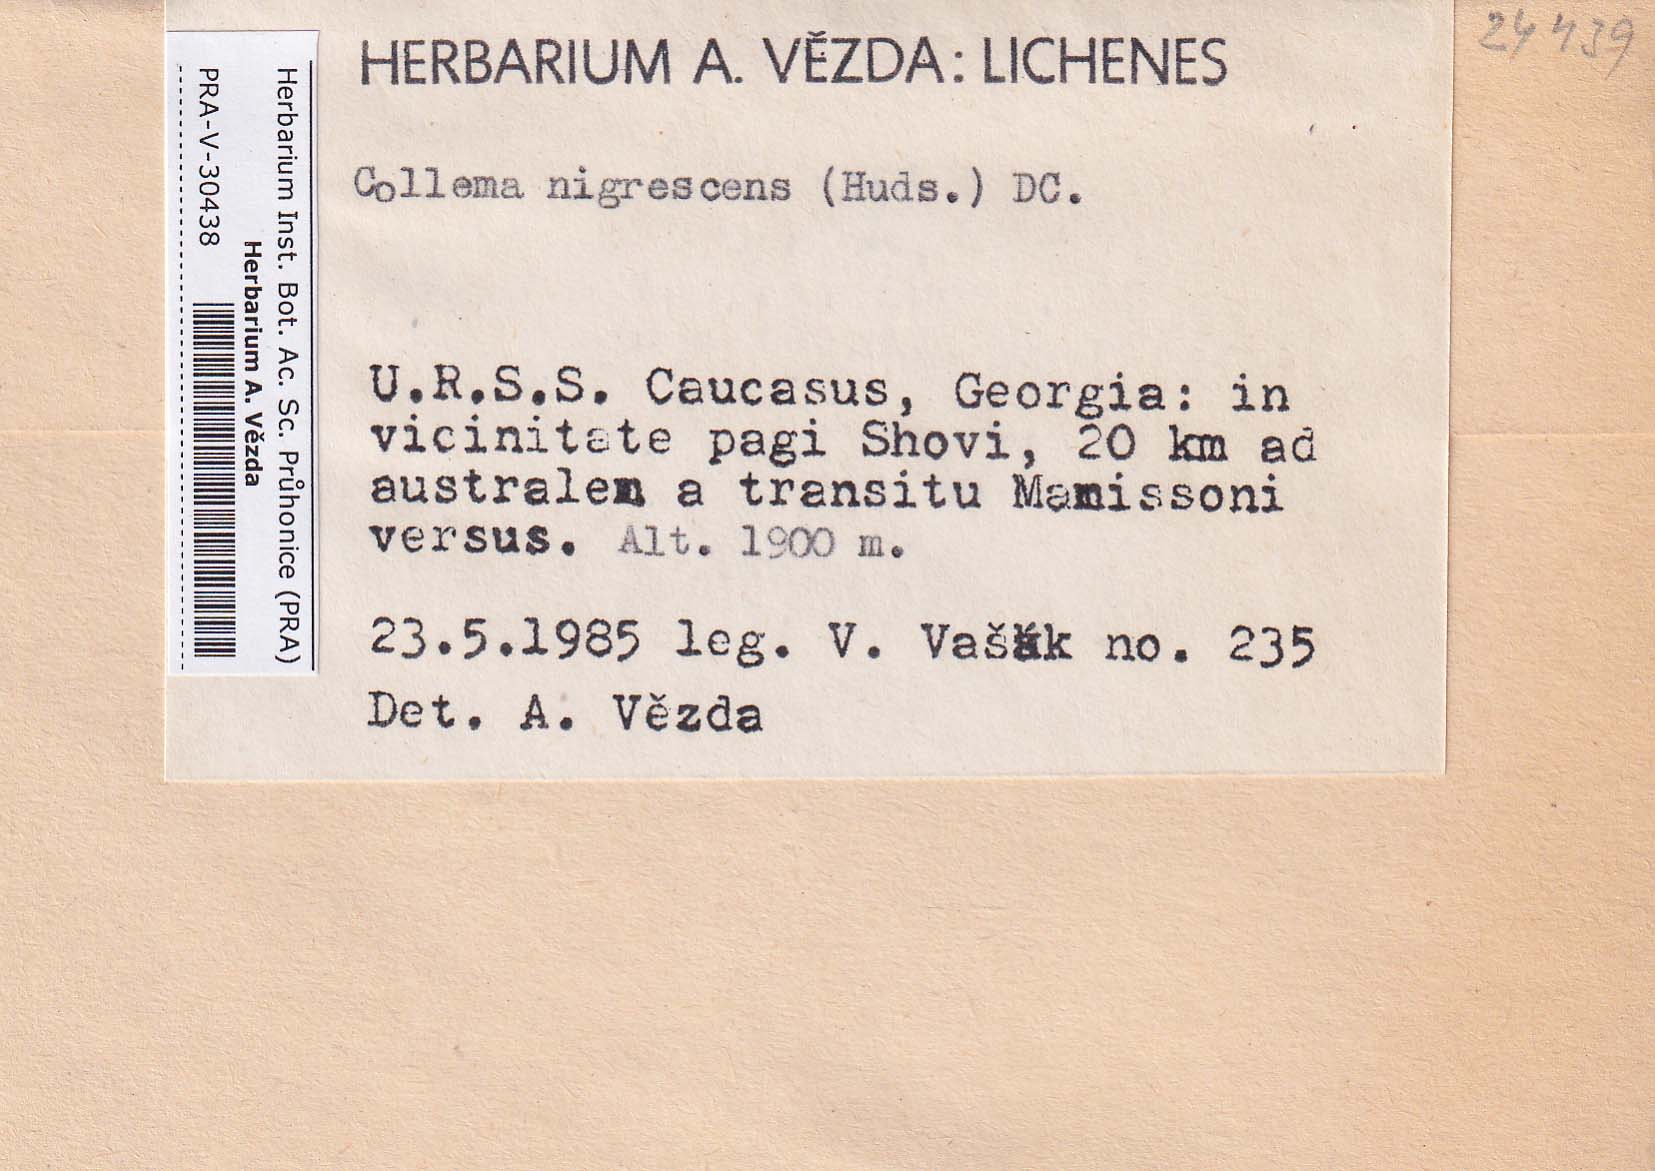 24439
HERBARIUM A. VĚZDA: LICHENES
Collema nigrescens (Huds.) DC.
U.R.S.S. Caucasus, Georgia: in
vicinitate pagi Shovi, 20 km ad
australem a transitu Mamissoni
versus. Alt. 1900 m.
23.5.1985 leg. V. Vašák no. 235
Det. A. Vězda
Herbarium Inst. Bot. Ac. Sc. Průhonice (PRA)
Herbarium A. Vězda
PRA-V-30438